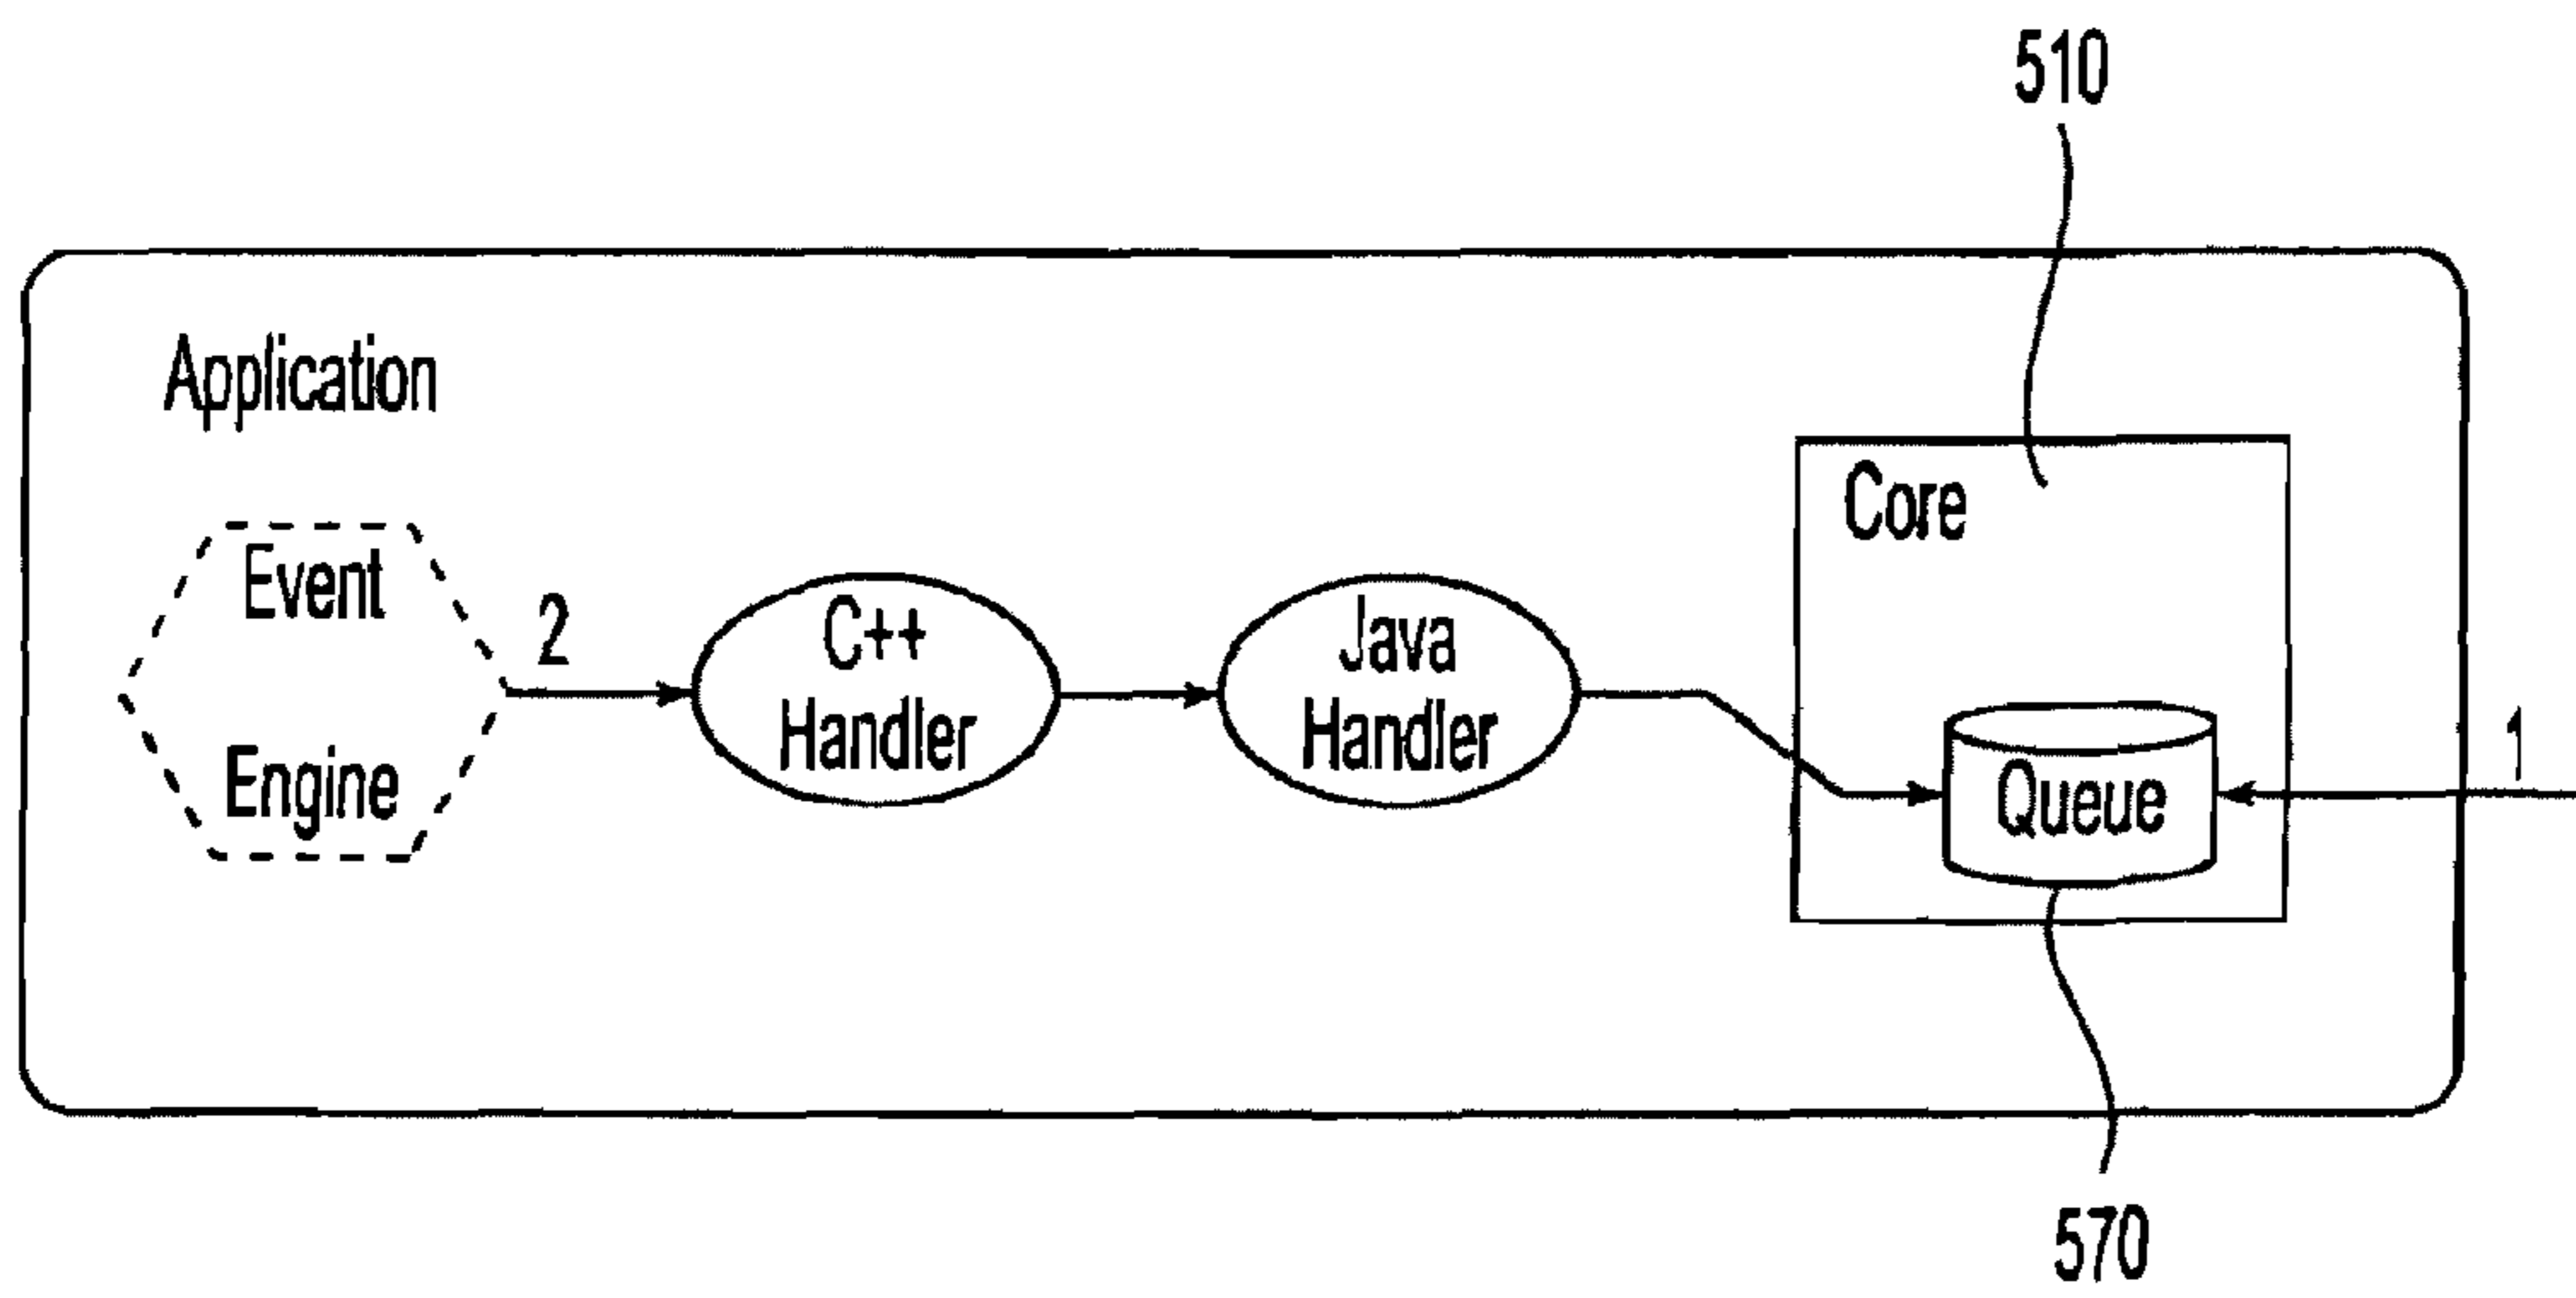 510
Application
Core
Event
Engine
2
C++
Handler
Java
Handler
Queue
1
570